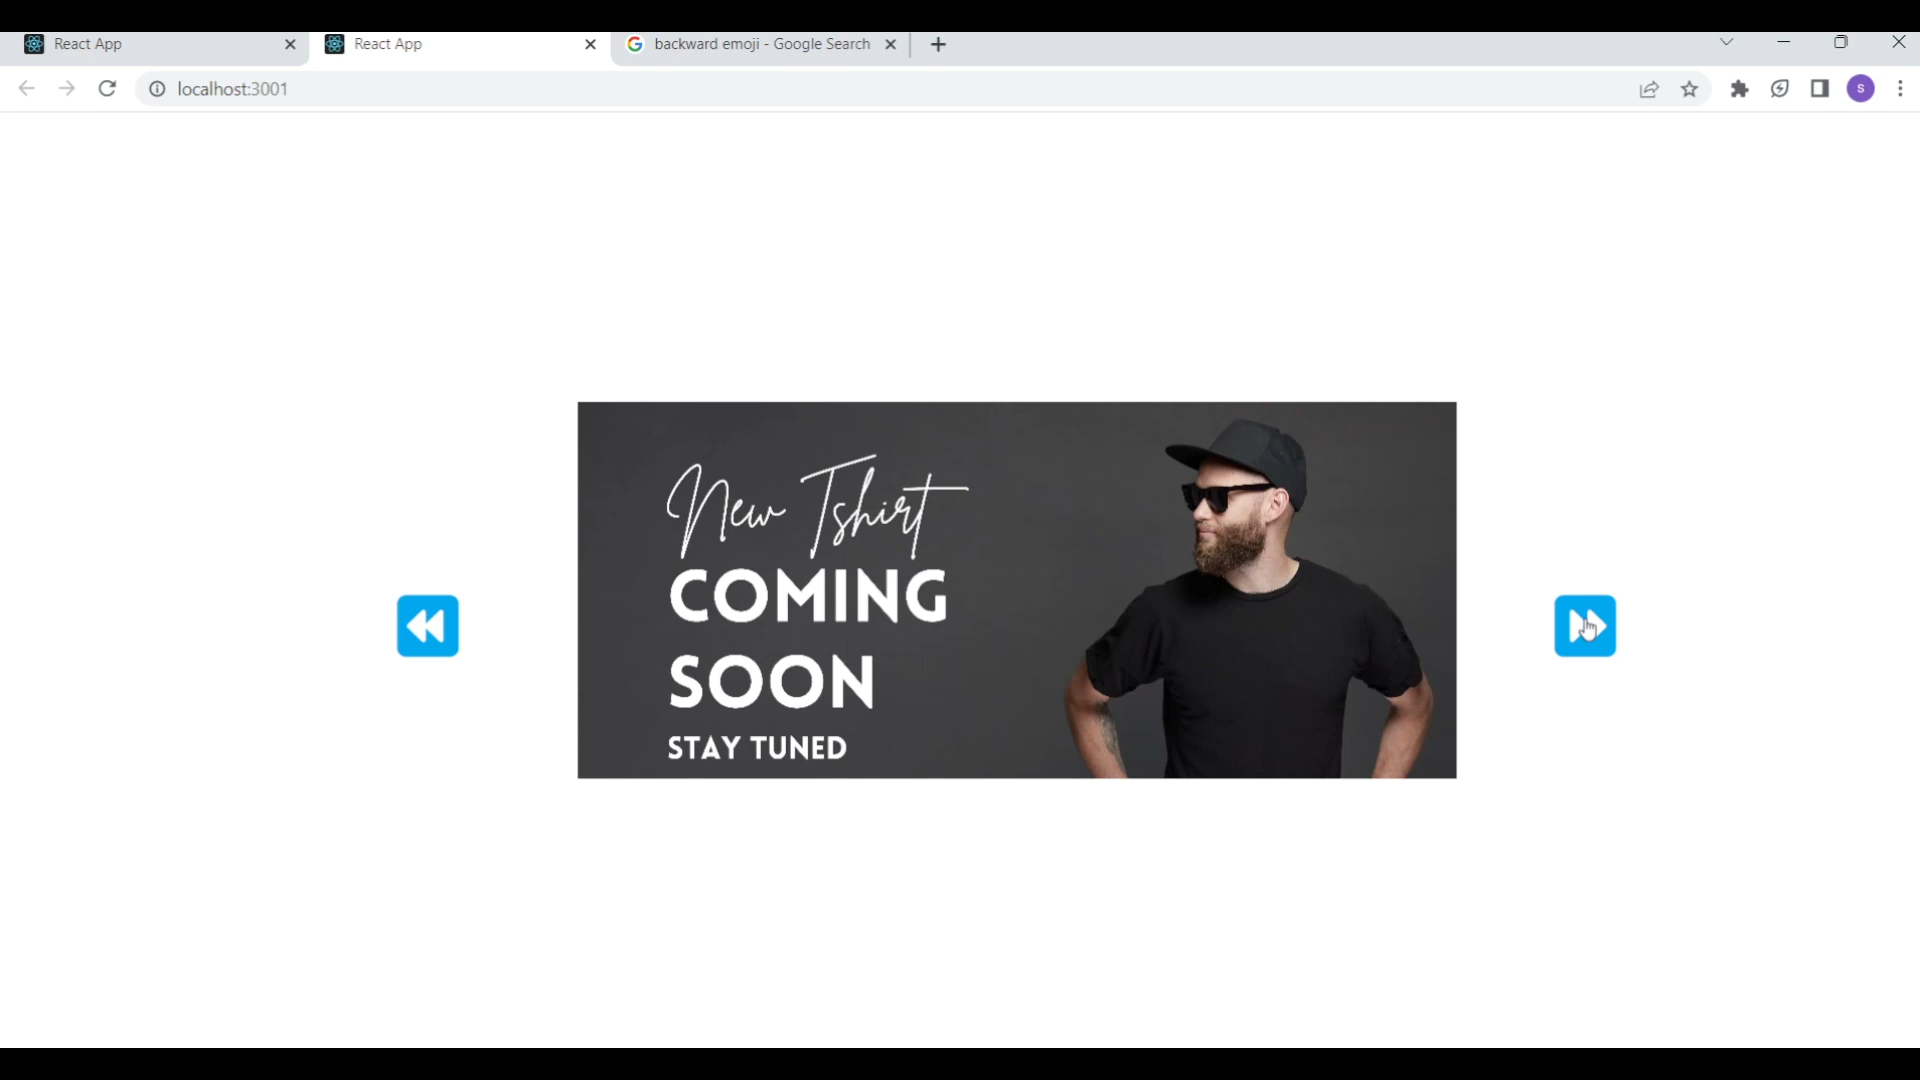 React App
React App
backward emoji - Google Search
localhost:3001
S
New Tshirt
COMING
SOON
STAY TUNED